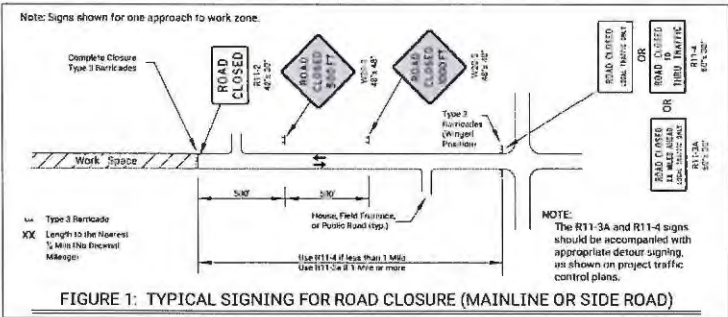 Note: Signs shown for one approach to work zone.
Complete Closure
Type 3 Barricades
ROAD
CLOSED
R11-2
48"x 30"
ROAD
CLOSED
500 FT
W20-3
48"x 48"
ROAD
CLOSED
1000 FT
W20-3
48"x 48"
Type 3
Barricades
(Winged
Position)
ROAD CLOSED
LOCAL TRAFFIC ONLY
OR
ROAD CLOSED
TO
THRU TRAFFIC
R11-4
60"x 30"
OR
ROAD CLOSED
XX MILES AHEAD
LOCAL TRAFFIC ONLY
R11-3A
60"x 30"
Work Space
500'
500'
House, Field Entrance,
or Public Road (typ.)
Type 3 Barricade
XX Length to the Nearest
Mile (No Decimal
Mileage)
Use R11-4 if less than 1 Mile
Use R11-3a if 1 Mile or more
NOTE:
The R11-3A and R11-4 signs
should be accompanied with
appropriate detour signing,
as shown on project traffic
control plans.
FIGURE 1: TYPICAL SIGNING FOR ROAD CLOSURE (MAINLINE OR SIDE ROAD)